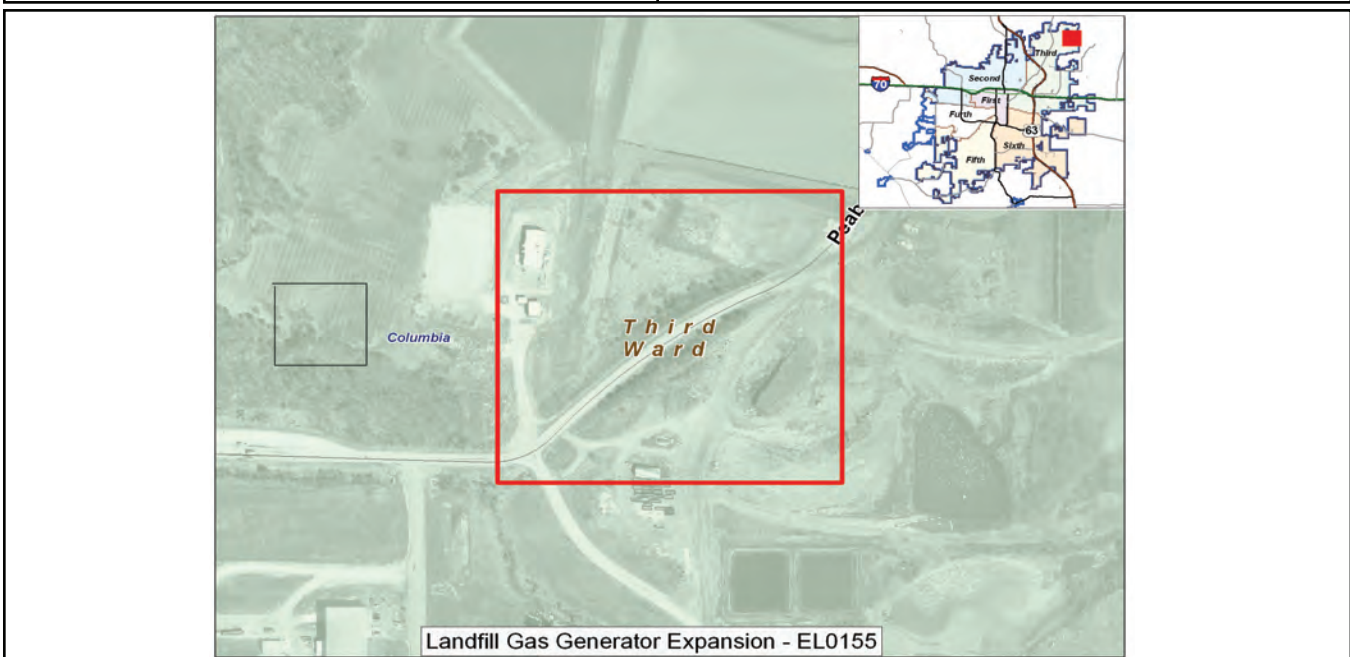 Third
Second
70
First
Furth
63
Sixth
Fifth
Peab
Columbia
Third
Ward
Landfill Gas Generator Expansion - EL0155